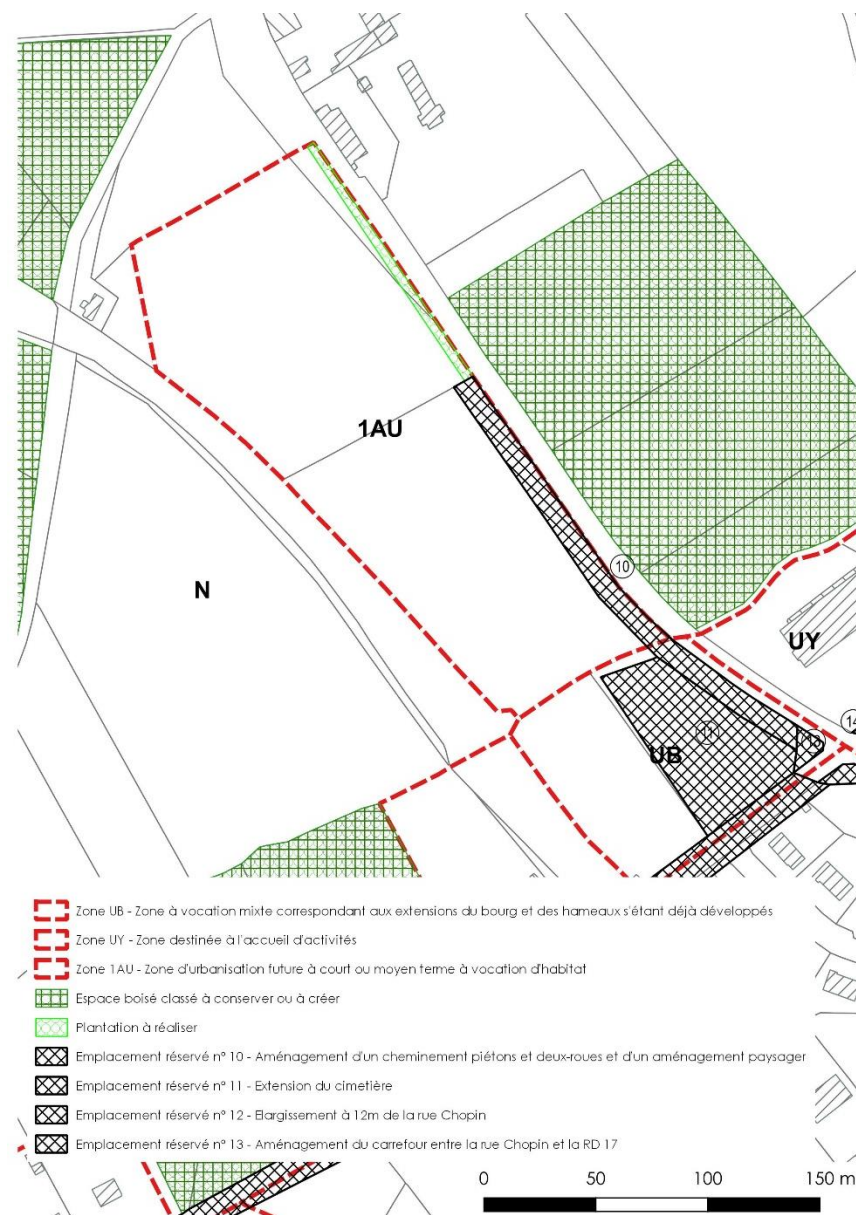 1AU
N
10
UY
14
11
13
UB
Zone UB - Zone à vocation mixte correspondant aux extensions du bourg et des hameaux s'étant déjà développés
Zone UY - Zone destinée à l'accueil d'activités
Zone 1AU - Zone d'urbanisation future à court ou moyen terme à vocation d'habitat
Espace boisé classé à conserver ou à créer
Plantation à réaliser
Emplacement réservé n° 10 - Aménagement d'un cheminement piétons et deux-roues et d'un aménagement paysager
Emplacement réservé n° 11 - Extension du cimetière
Emplacement réservé n° 12 - Elargissement à 12m de la rue Chopin
Emplacement réservé n° 13 - Aménagement du carrefour entre la rue Chopin et la RD 17
0 50 100 150 m